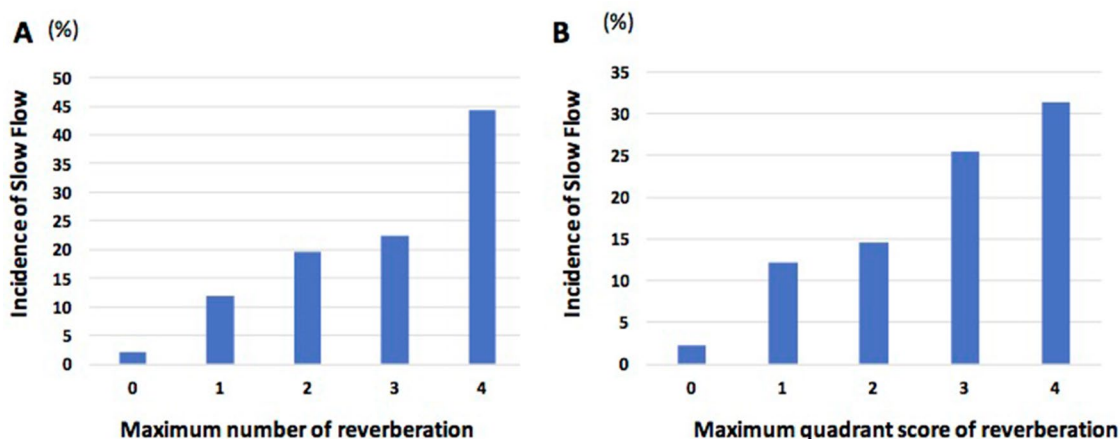 A (%)
Incidence of Slow Flow
50
45
40
35
30
25
20
15
10
5
0
0 1 2 3 4
Maximum number of reverberation
B (%)
Incidence of Slow Flow
35
30
25
20
15
10
5
0
0 1 2 3 4
Maximum quadrant score of reverberation